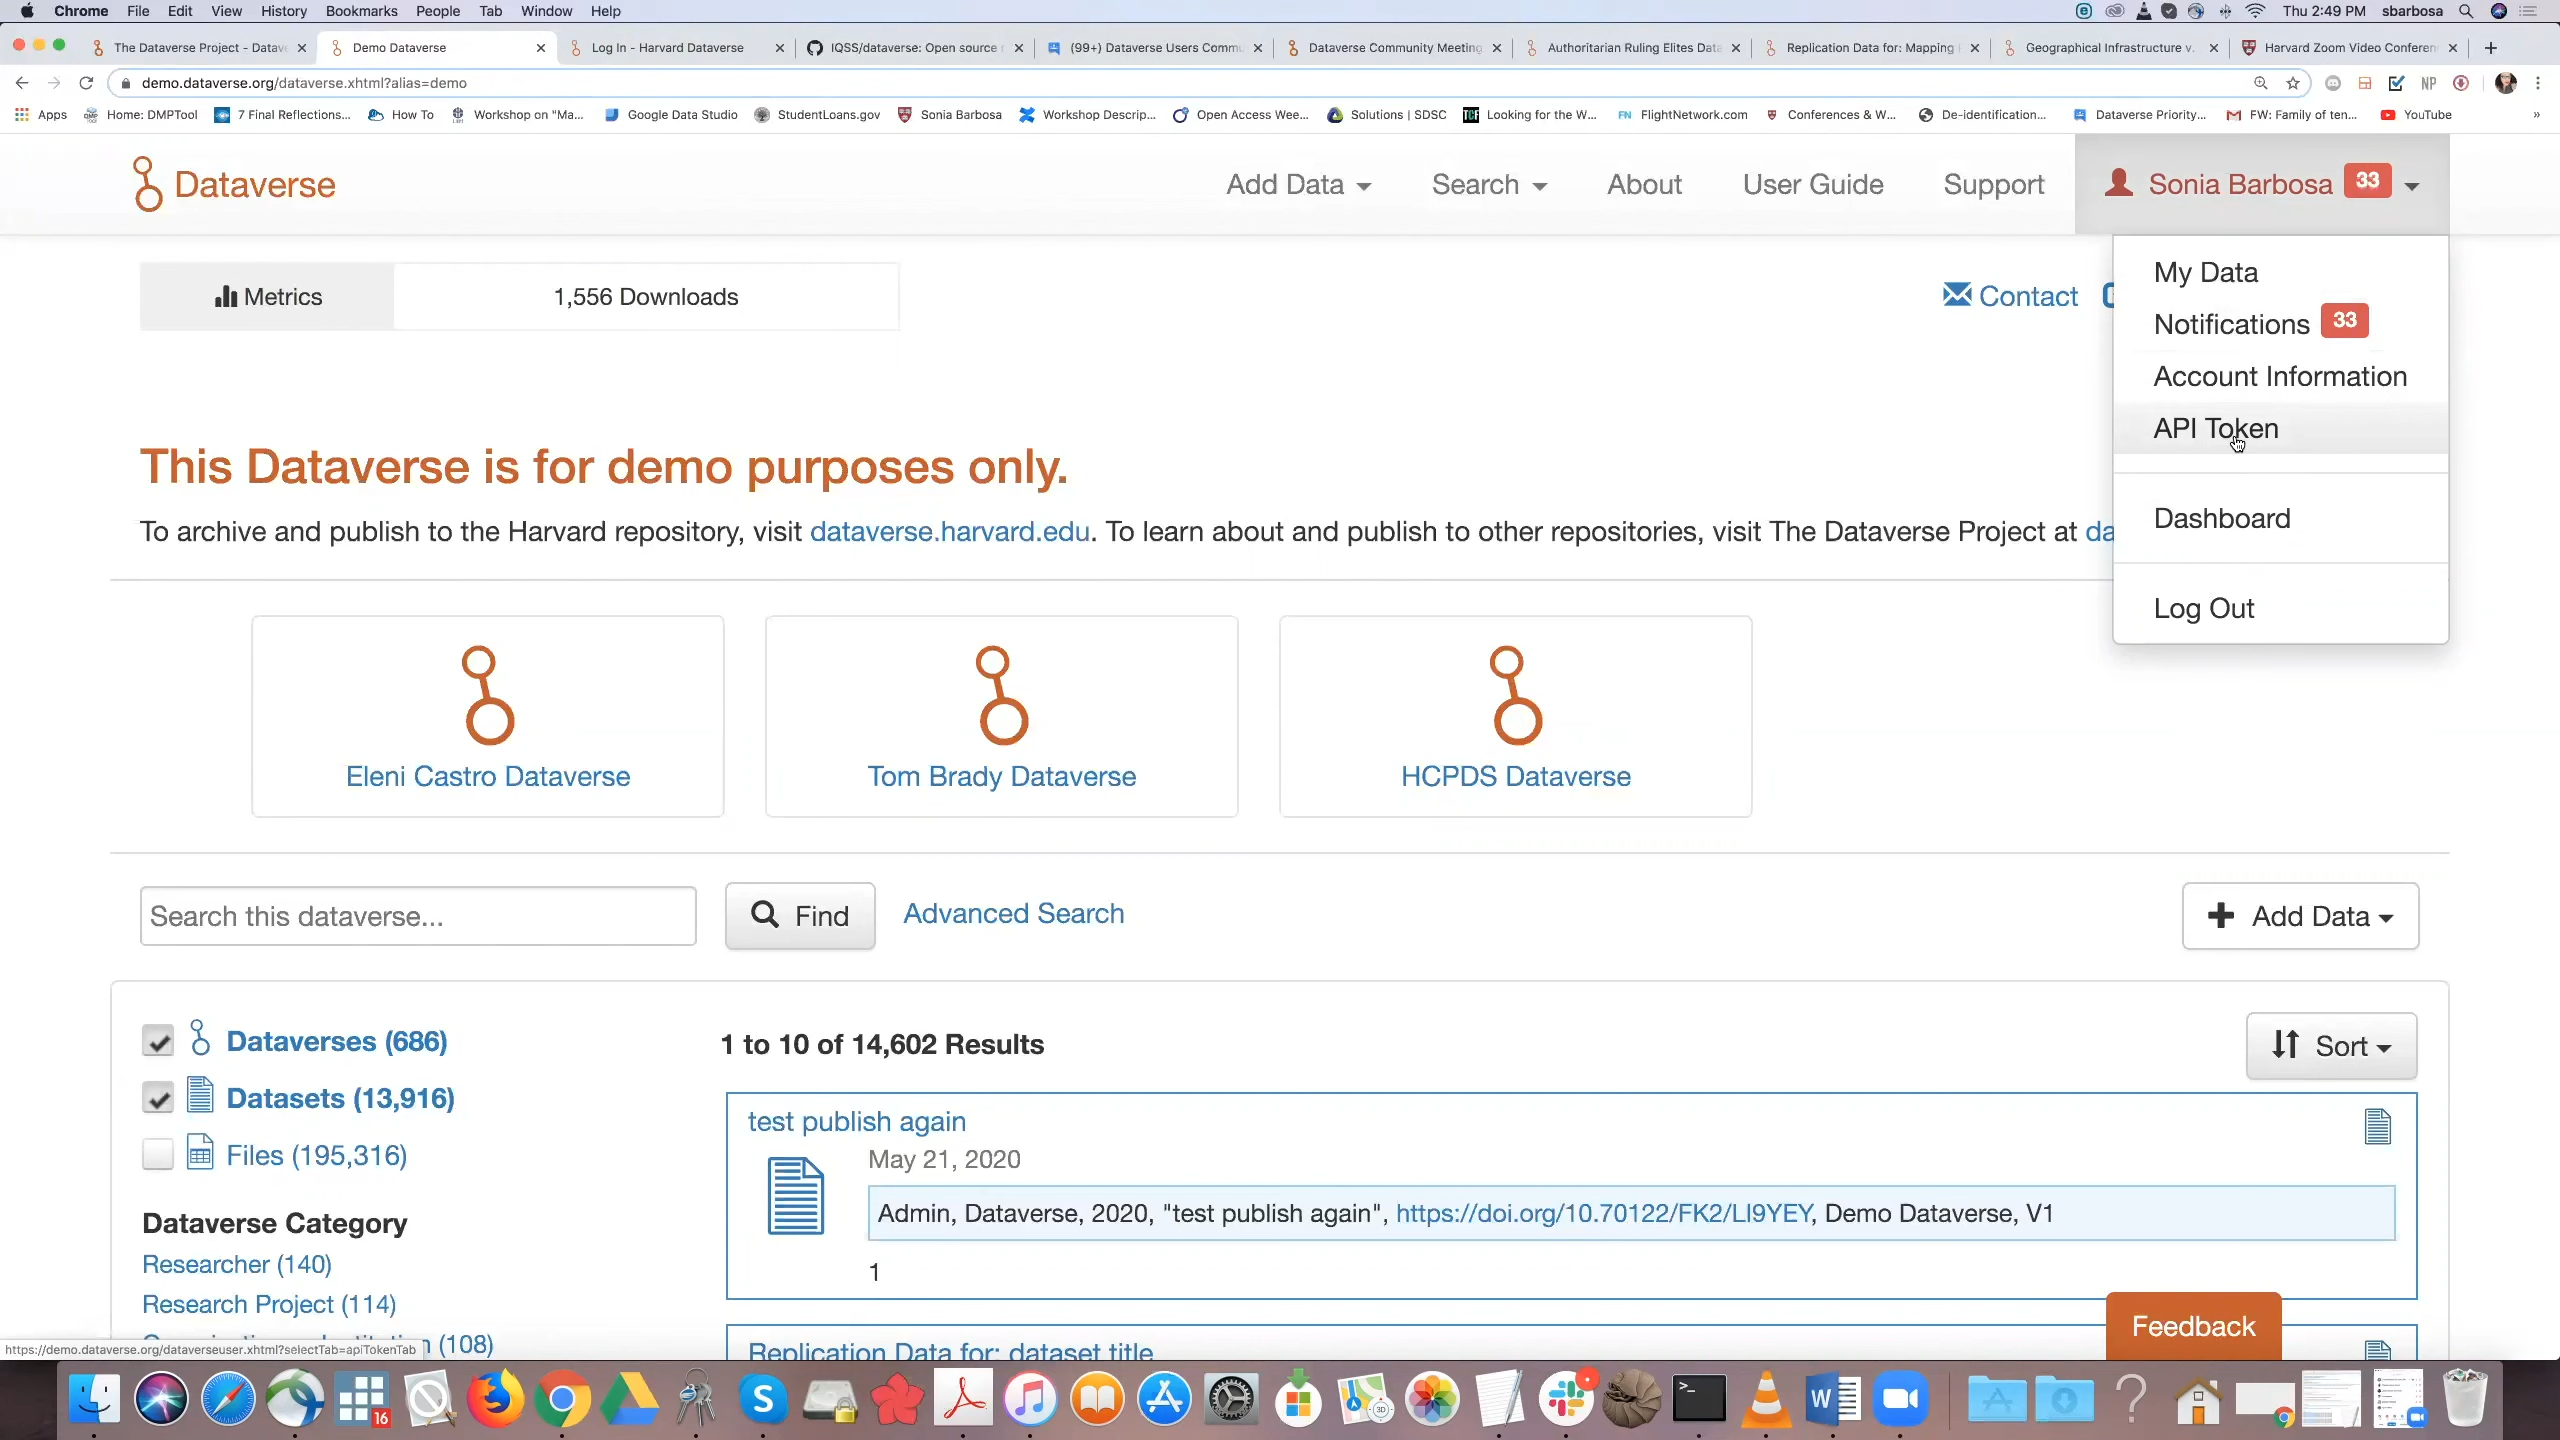 Chrome File Edit View History Bookmarks People Tab Window Help Thu 2:49 PM sbarbosa
The Dataverse Project - Datave Demo Dataverse Log In - Harvard Dataverse IQSS/dataverse: Open source r (99+) Dataverse Users Commu Dataverse Community Meeting Authoritarian Ruling Elites Data Replication Data for: Mapping Geographical Infrastructure v. Harvard Zoom Video Conferen
demo.dataverse.org/dataverse.xhtml?alias=demo NP
Apps Home: DMPTool 7 Final Reflections... How To Workshop on "Ma... Google Data Studio StudentLoans.gov Sonia Barbosa Workshop Descrip... Open Access Wee... Solutions | SDSC Looking for the W... FlightNetwork.com Conferences & W... De-identification... Dataverse Priority... FW: Family of ten... YouTube »
Dataverse Add Data Search About User Guide Support Sonia Barbosa 33
My Data
Metrics 1,556 Downloads Contact
Notifications 33
Account Information
API Token
This Dataverse is for demo purposes only.
To archive and publish to the Harvard repository, visit dataverse.harvard.edu. To learn about and publish to other repositories, visit The Dataverse Project at da
Dashboard
Log Out
Eleni Castro Dataverse Tom Brady Dataverse HCPDS Dataverse
Search this dataverse... Find Advanced Search Add Data
Dataverses (686) 1 to 10 of 14,602 Results Sort
Datasets (13,916)
Files (195,316)
test publish again
May 21, 2020
Admin, Dataverse, 2020, "test publish again", https://doi.org/10.70122/FK2/LI9YEY, Demo Dataverse, V1
1
Dataverse Category
Researcher (140)
Research Project (114)
(108)
Feedback
Replication Data for: dataset title
https://demo.dataverse.org/dataverseuser.xhtml?selectTab=apiTokenTab
16